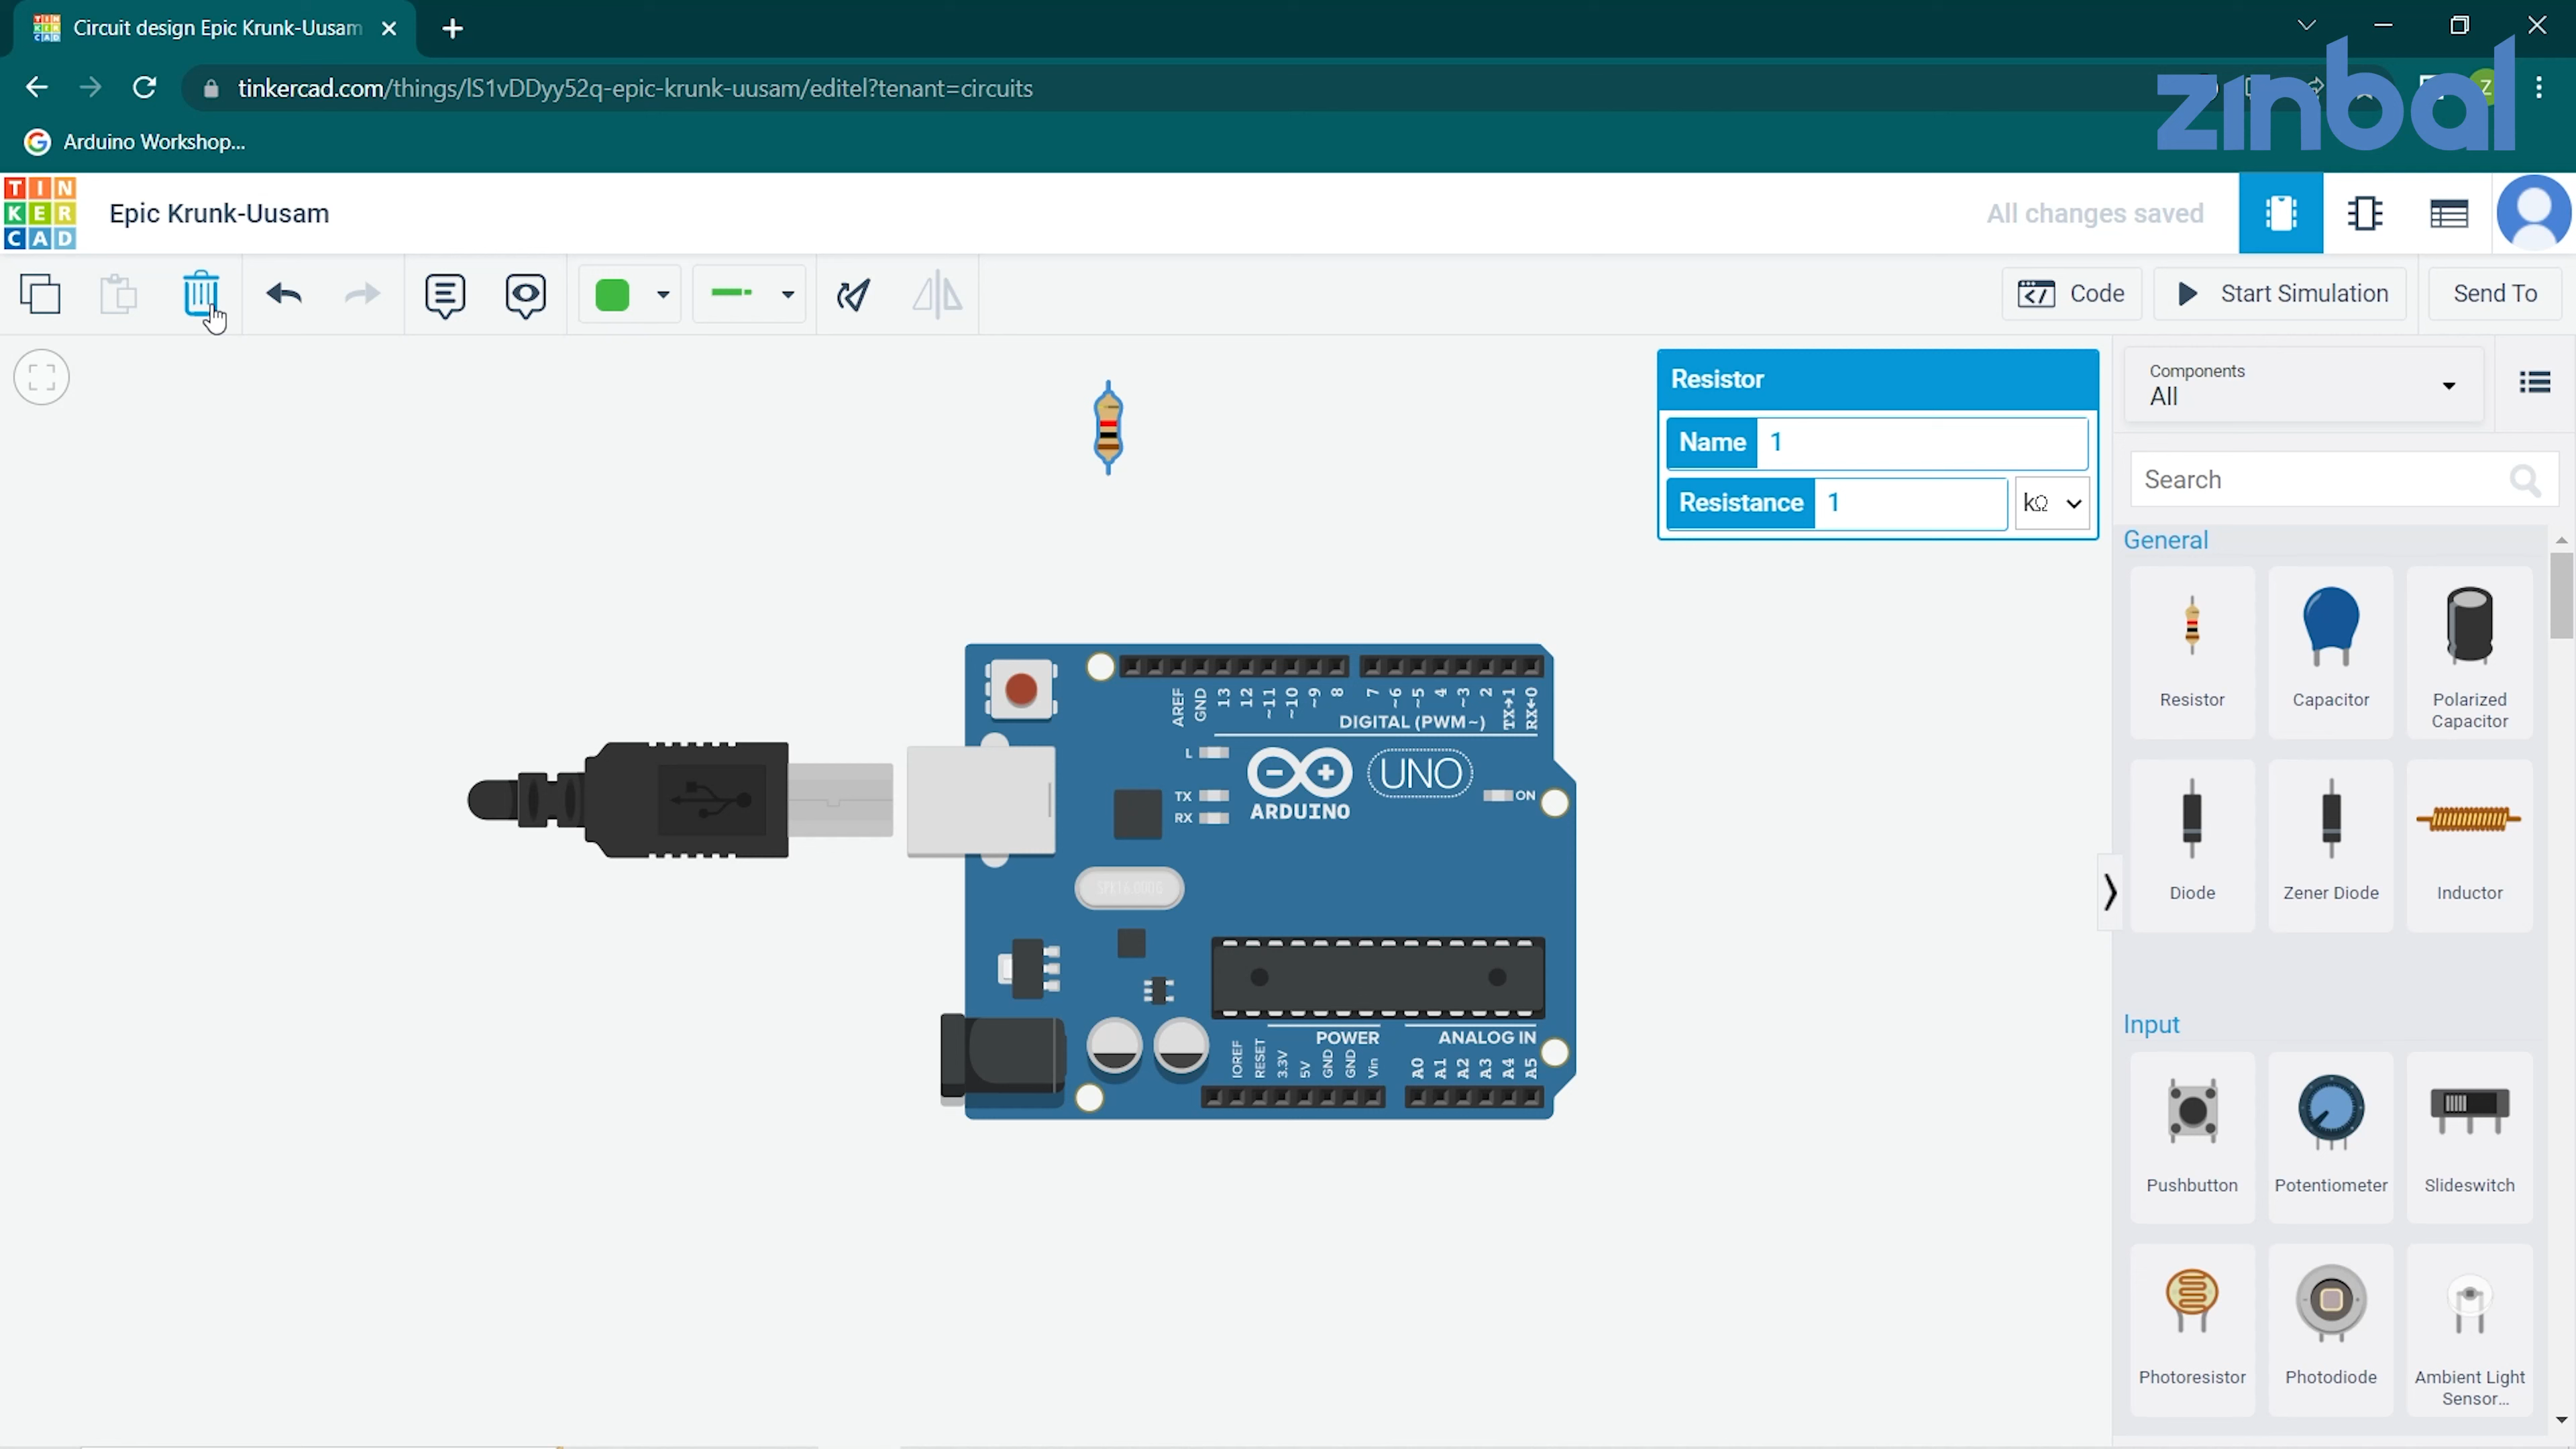 Circuit design Epic Krunk-Uusam
tinkercad.com/things/lS1vDDyy52q-epic-krunk-uusam/editel?tenant=circuits
Z
zinbal
Arduino Workshop...
TIN
KER
CAD
Epic Krunk-Uusam
All changes saved
Code
Start Simulation
Send To
Resistor
Name 1
Resistance 1 kΩ
Components
All
Search
General
Resistor
Capacitor
Polarized
Capacitor
Diode
Zener Diode
Inductor
Input
Pushbutton
Potentiometer
Slideswitch
Photoresistor
Photodiode
Ambient Light
Sensor...
AREF
GND
13
12
~11
~10
~9
8
7
~6
~5
4
~3
2
TX→1
RX←0
DIGITAL (PWM~)
L
TX
RX
ARDUINO
UNO
ON
POWER
ANALOG IN
IOREF
RESET
3.3V
5V
GND
GND
Vin
A0
A1
A2
A3
A4
A5